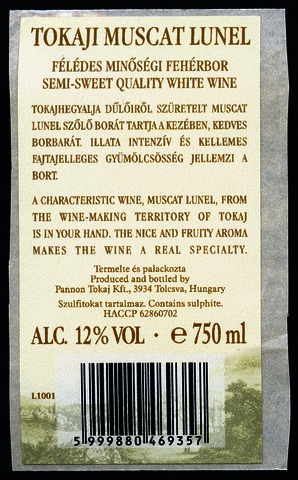 TOKAJI MUSCAT LUNEL
FÉLÉDES MINŐSÉGI FEHÉRBOR
SEMI-SWEET QUALITY WHITE WINE
TOKAJHEGYALJA DŰLŐIRŐL SZÜRETELT MUSCAT
LUNEL SZŐLŐ BORÁT TARTJA A KEZÉBEN, KEDVES
BORBARÁT. ILLATA INTENZÍV ÉS KELLEMES
FAJTAJELLEGES GYÜMÖLCSÖSSÉG JELLEMZI A
BORT.
A CHARACTERISTIC WINE, MUSCAT LUNEL, FROM
THE WINE-MAKING TERRITORY OF TOKAJ
IS IN YOUR HAND. THE NICE AND FRUITY AROMA
MAKES THE WINE A REAL SPECIALTY.
Termelte és palackozta
Produced and bottled by
Pannon Tokaj Kft., 3934 Tolcsva, Hungary
Szulfitokat tartalmaz. Contains sulphite.
HACCP 62860702
ALC. 12% VOL · e 750 ml
L1001
5 999880 469357